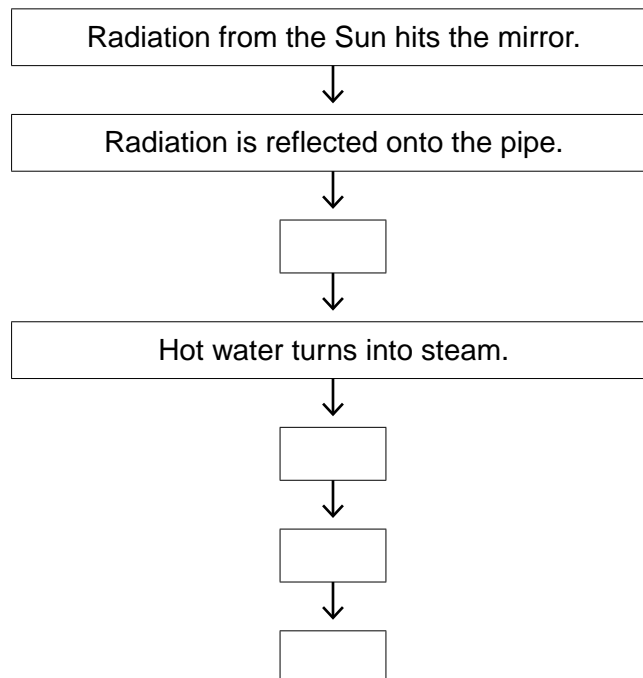 Radiation from the Sun hits the mirror.
Radiation is reflected onto the pipe.
Hot water turns into steam.